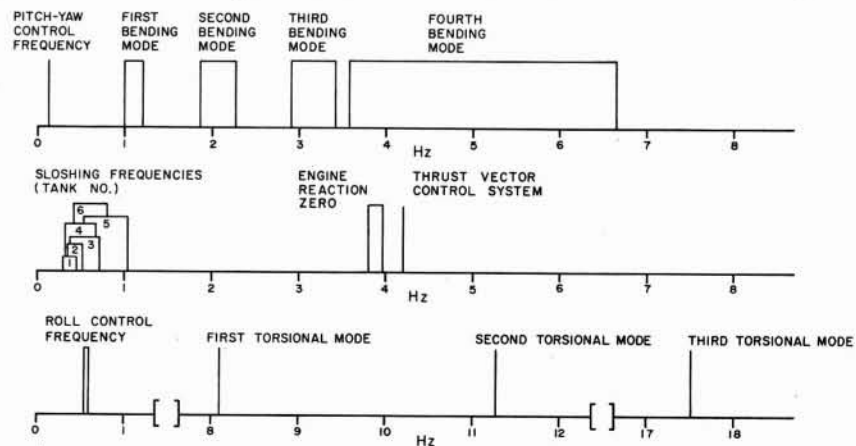 PITCH-YAW
CONTROL
FREQUENCY
FIRST
BENDING
MODE
SECOND
BENDING
MODE
THIRD
BENDING
MODE
FOURTH
BENDING
MODE
0 1 2 3 4 5 6 7 8
Hz
SLOSHING FREQUENCIES
(TANK NO.)
6
5
4
3
2
1
ENGINE
REACTION
ZERO
THRUST VECTOR
CONTROL SYSTEM
0 1 2 3 4 5 6 7 8
Hz
ROLL CONTROL
FREQUENCY
FIRST TORSIONAL MODE
SECOND TORSIONAL MODE
THIRD TORSIONAL MODE
0 1 8 9 10 11 12 17 18
Hz